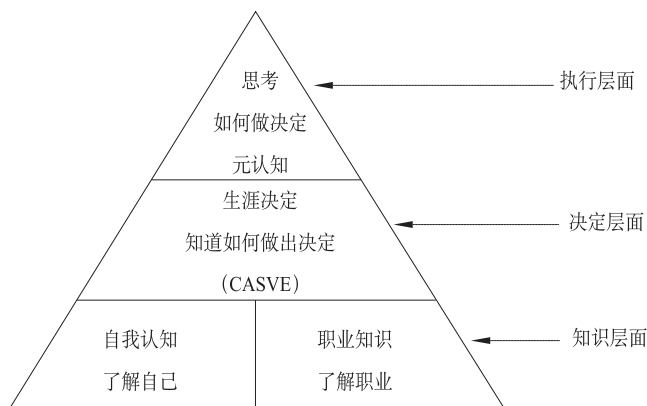 思考
执行层面
如何做决定
元认知
生涯决定
决定层面
知道如何做出决定
（CASVE）
自我认知
职业知识
知识层面
了解自己
了解职业